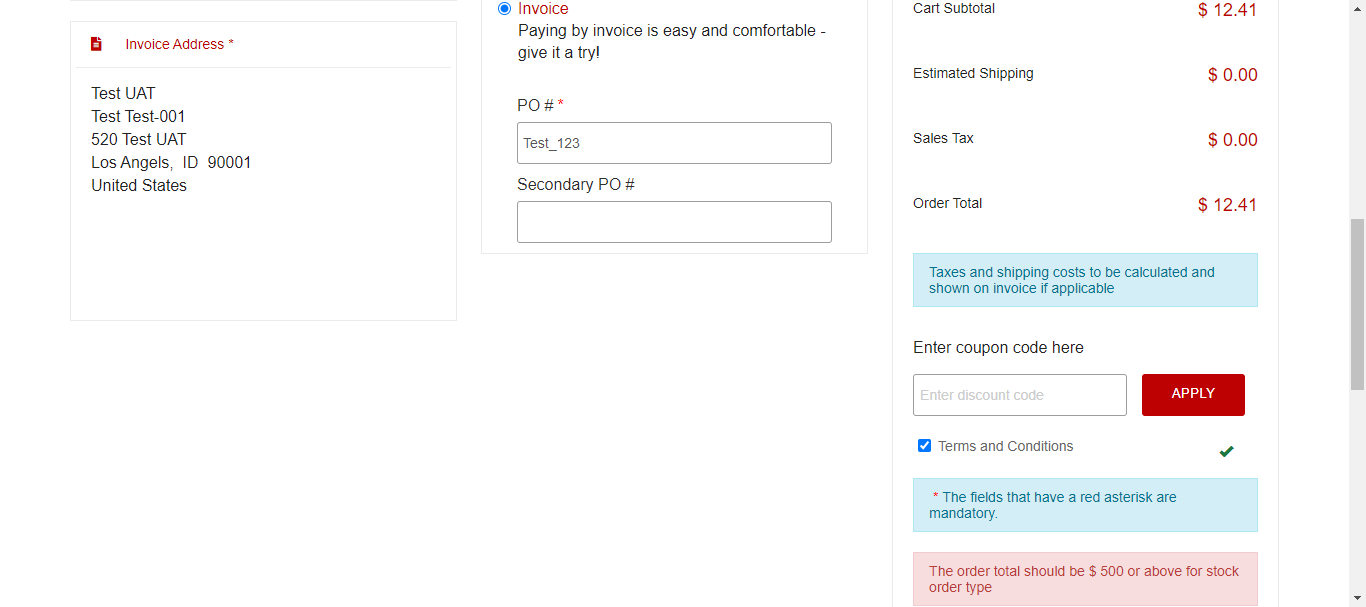 Invoice Address *
Test UAT
Test Test-001
520 Test UAT
Los Angels,  ID  90001
United States
Invoice
Paying by invoice is easy and comfortable -
give it a try!
PO # *
Test_123
Secondary PO #
Cart Subtotal $ 12.41
Estimated Shipping $ 0.00
Sales Tax $ 0.00
Order Total $ 12.41
Taxes and shipping costs to be calculated and
shown on invoice if applicable
Enter coupon code here
Enter discount code APPLY
Terms and Conditions
* The fields that have a red asterisk are
mandatory.
The order total should be $ 500 or above for stock
order type